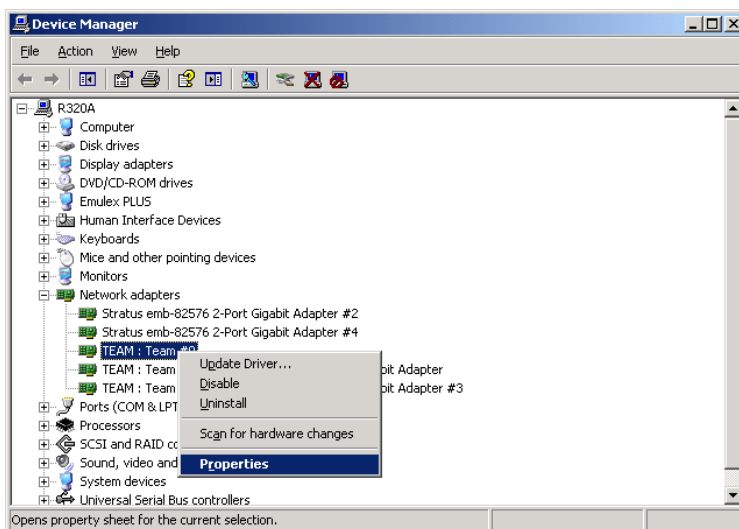 Device Manager
File Action View Help
R320A
Computer
Disk drives
Display adapters
DVD/CD-ROM drives
Emulex PLUS
Human Interface Devices
Keyboards
Mice and other pointing devices
Monitors
Network adapters
Stratus emb-82576 2-Port Gigabit Adapter #2
Stratus emb-82576 2-Port Gigabit Adapter #4
TEAM : Team #0
Update Driver...
TEAM : Team bit Adapter
Disable
TEAM : Team bit Adapter #3
Uninstall
Ports (COM & LPT
Processors
Scan for hardware changes
SCSI and RAID co
Sound, video and
Properties
System devices
Universal Serial Bus controllers
Opens property sheet for the current selection.